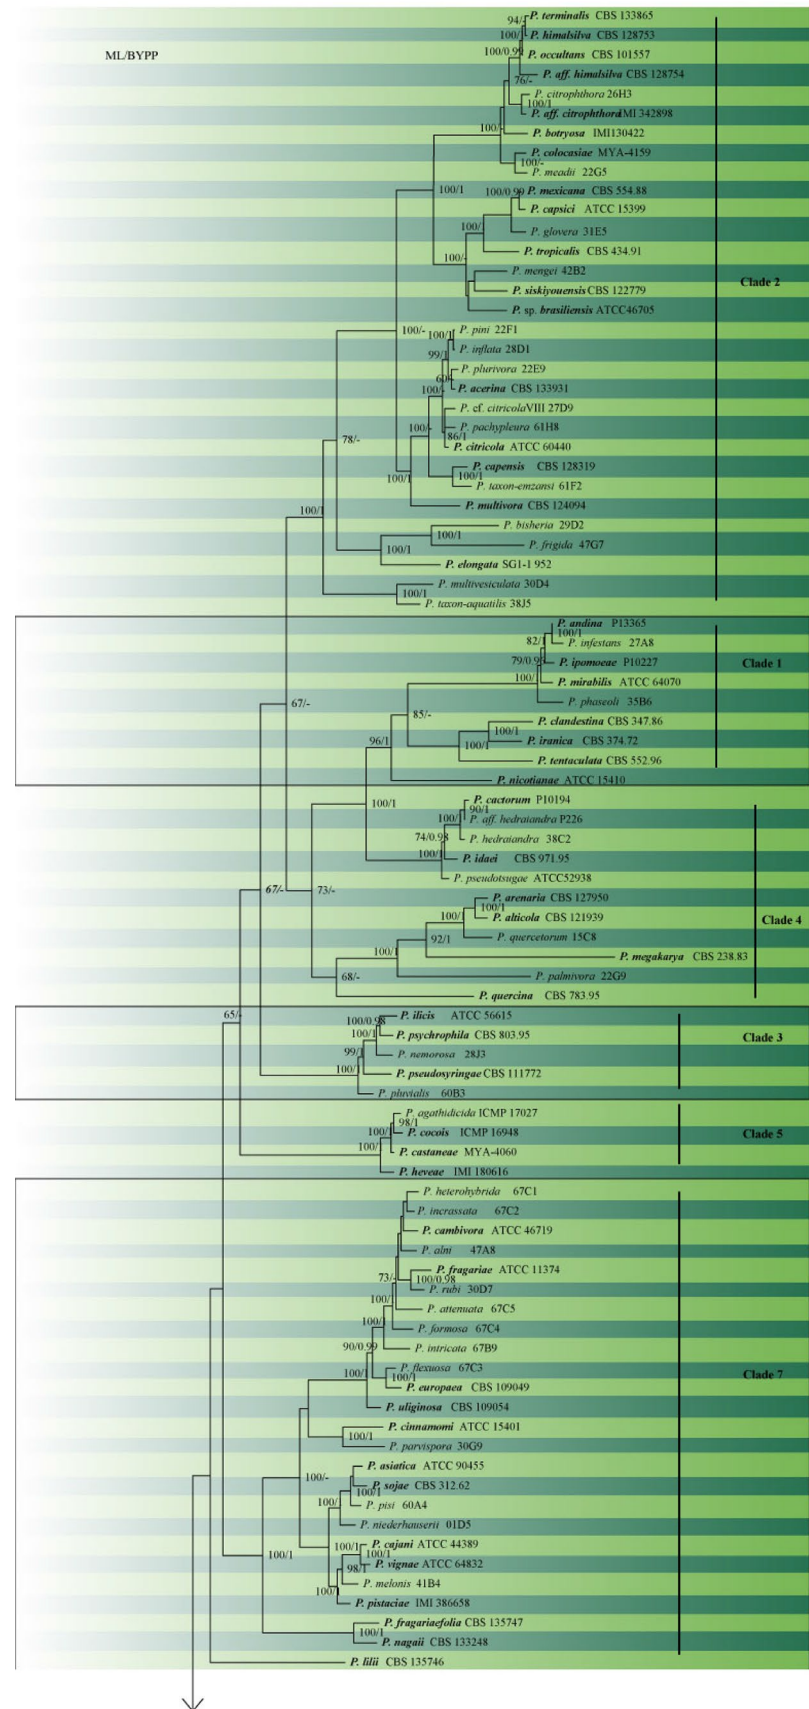 94/-
P. terminalis CBS 133865
100/1
P. himalsilva CBS 128753
ML/BYPP
100/0.99
P. occultans CBS 101557
P. aff. himalsilva CBS 128754
76/-
P. citrophthora 26H3
100/1
P. aff. citrophthora IMI 342898
100/
P. botryosa IMI130422
P. colocasiae MYA-4159
100/-
P. meadii 22G5
100/1
100/0.99
P. mexicana CBS 554.88
P. capsici ATCC 15399
100/1
P. glovera 31E5
P. tropicalis CBS 434.91
100/-
P. mengei 42B2
Clade 2
P. siskiyouensis CBS 122779
P. sp. brasiliensis ATCC46705
100/-
100/1
P. pini 22F1
99/1
P. inflata 28D1
P. plurivora 22E9
60/-
100/-
P. acerina CBS 133931
P. ef. citricolaVIII 27D9
100/-
P. pachypleura 61H8
78/-
86/1
P. citricola ATCC 60440
P. capensis CBS 128319
100/1
100/1
P. taxon-emzansi 61F2
P. multivora CBS 124094
100/1
P. bisheria 29D2
100/1
P. frigida 47G7
100/1
P. elongata SG1-1 952
P. multivesiculata 30D4
100/1
P. taxon-aquatilis 38J5
P. andina P13365
100/1
82/1
P. infestans 27A8
79/0.95
P. ipomoeae P10227
Clade 1
100/1
P. mirabilis ATCC 64070
P. phaseoli 35B6
67/-
85/-
P. clandestina CBS 347.86
100/1
96/1
100/1
P. iranica CBS 374.72
P. tentaculata CBS 552.96
P. nicotianae ATCC 15410
100/1
P. cactorum P10194
90/1
100/1
P. aff. hedraiandra P226
74/0.98
P. hedraiandra 38C2
100/1
P. idaei CBS 971.95
P. pseudotsugae ATCC52938
67/-
73/-
P. arenaria CBS 127950
100/1
100/1
P. alticola CBS 121939
Clade 4
92/1
P. quercetorum 15C8
100/1
P. megakarya CBS 238.83
68/-
P. palmivora 22G9
P. quercina CBS 783.95
65/-
P. ilicis ATCC 56615
100/0.98
100/1
P. psychrophila CBS 803.95
Clade 3
99/1
P. nemorosa 28J3
100/1
P. pseudosyringae CBS 111772
P. pluvialis 60B3
P. agathidicida ICMP 17027
98/1
100/1
P. cocois ICMP 16948
Clade 5
100/1
P. castaneae MYA-4060
P. heveae IMI 180616
P. heterohybrida 67C1
P. incrassata 67C2
P. cambivora ATCC 46719
P. alni 47A8
P. fragariae ATCC 11374
73/-
100/0.98
P. rubi 30D7
100/1
P. attenuata 67C5
100/1
P. formosa 67C4
90/0.99
P. intricata 67B9
100/1
P. flexuosa 67C3
100/1
Clade 7
P. europaea CBS 109049
P. uliginosa CBS 109054
P. cinnamomi ATCC 15401
100/1
P. parvispora 30G9
100/-
P. asiatica ATCC 90455
P. sojae CBS 312.62
100/1
100/1
P. pisi 60A4
P. niederhauserii 01D5
100/1
P. cajani ATCC 44389
100/1
100/1
P. vignae ATCC 64832
98/1
P. melonis 41B4
100/1
P. pistaciae IMI 386658
P. fragariaefolia CBS 135747
100/1
P. nagaii CBS 133248
P. lilii CBS 135746